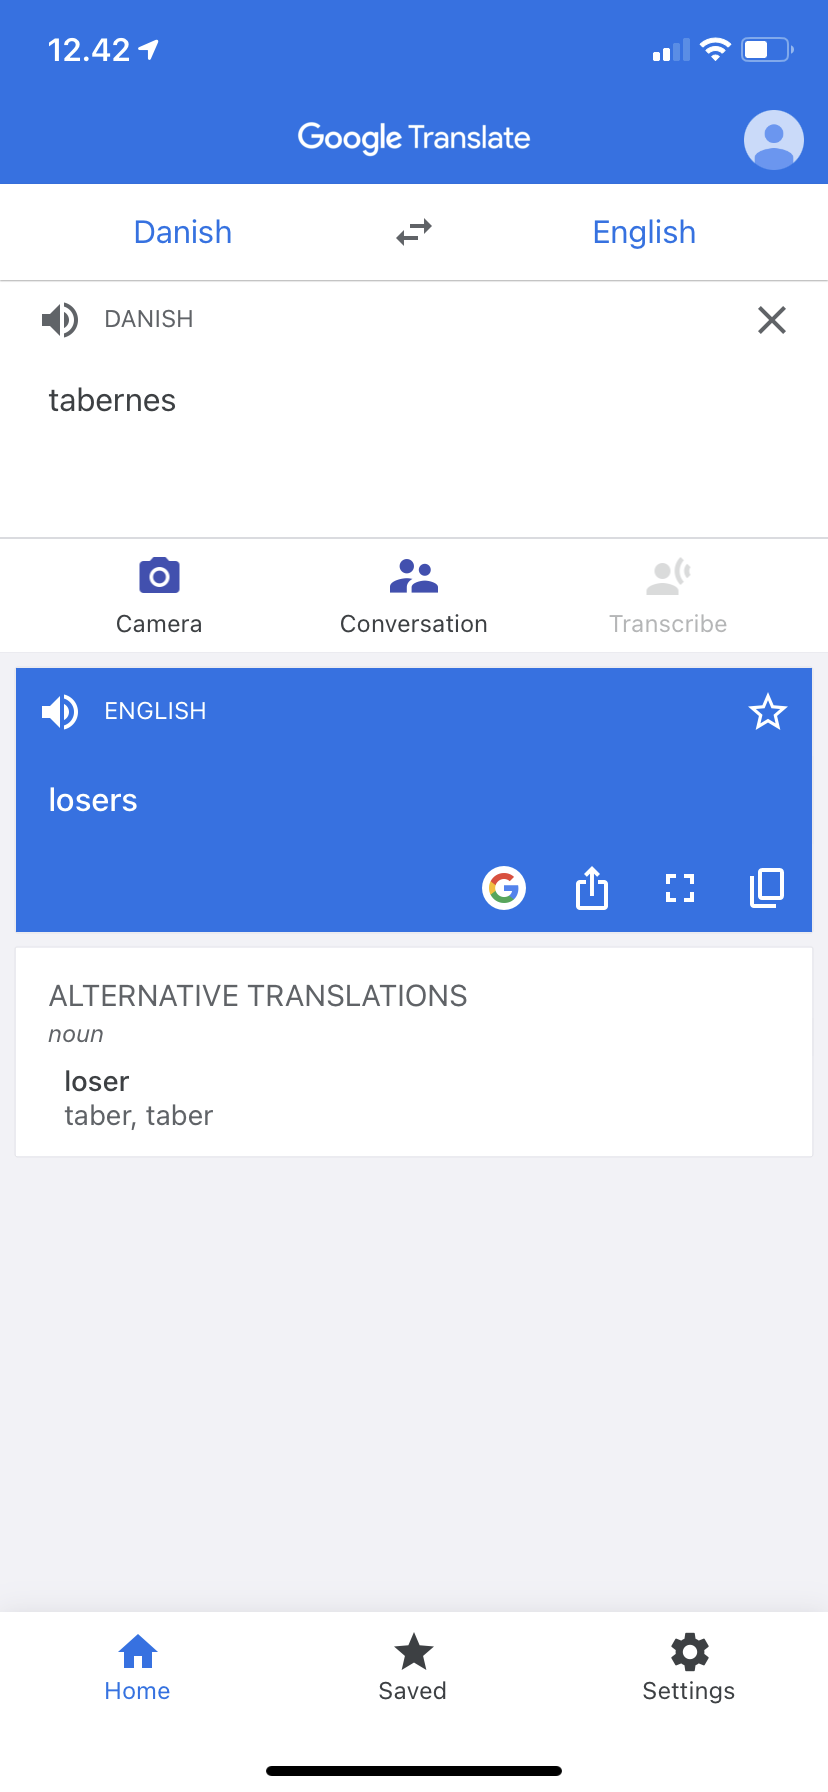 12.42
Google Translate
Danish
English
DANISH
tabernes
Camera
Conversation
Transcribe
ENGLISH
losers
G
ALTERNATIVE TRANSLATIONS
noun
loser
taber, taber
Home
Saved
Settings